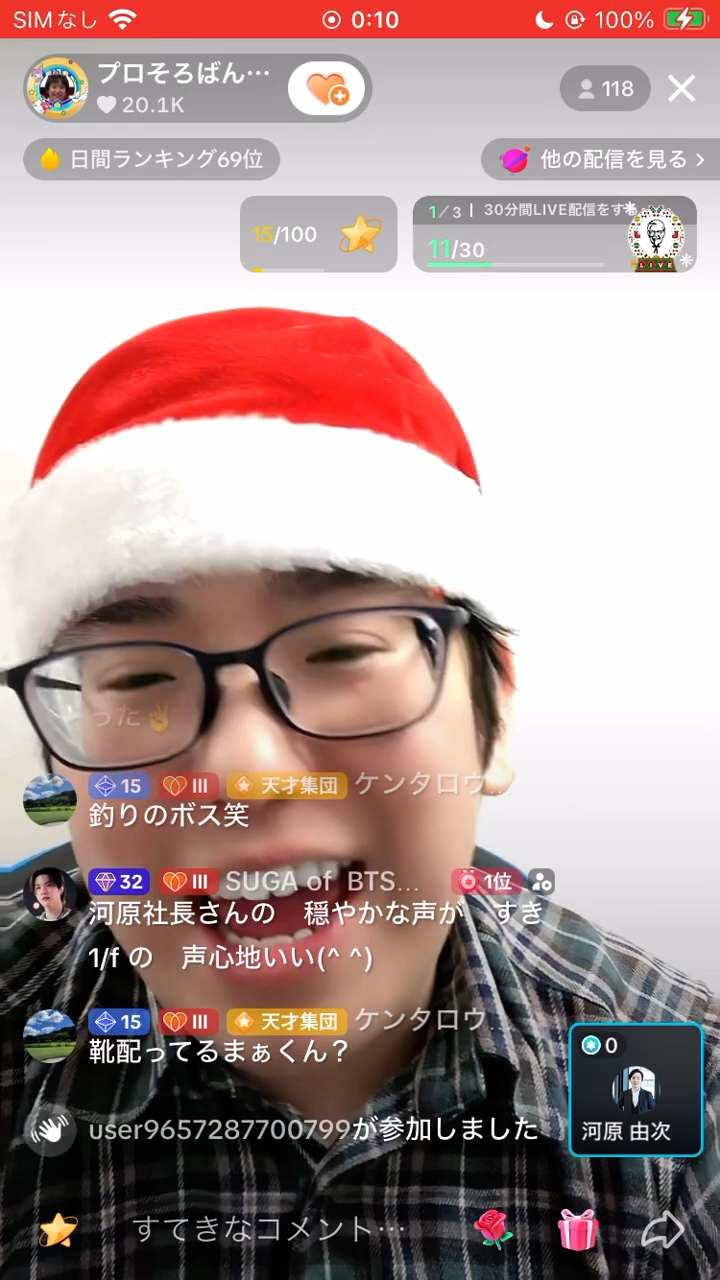 SIMなし 0:10 100%
プロそろばん…
20.1K
118
日間ランキング69位
他の配信を見る
15/100
1/3 | 30分間LIVE配信をす
11/30
LIVE
った✌
15 III 天才集団 ケンタロウ
釣りのボス笑
32 III SUGA of BTS… 1位
河原社長さんの 穏やかな声が すき
1/f の 声心地いい(^ ^)
15 III 天才集団 ケンタロウ…
靴配ってるまぁくん？
user9657287700799が参加しました
0
河原 由次
すてきなコメント…